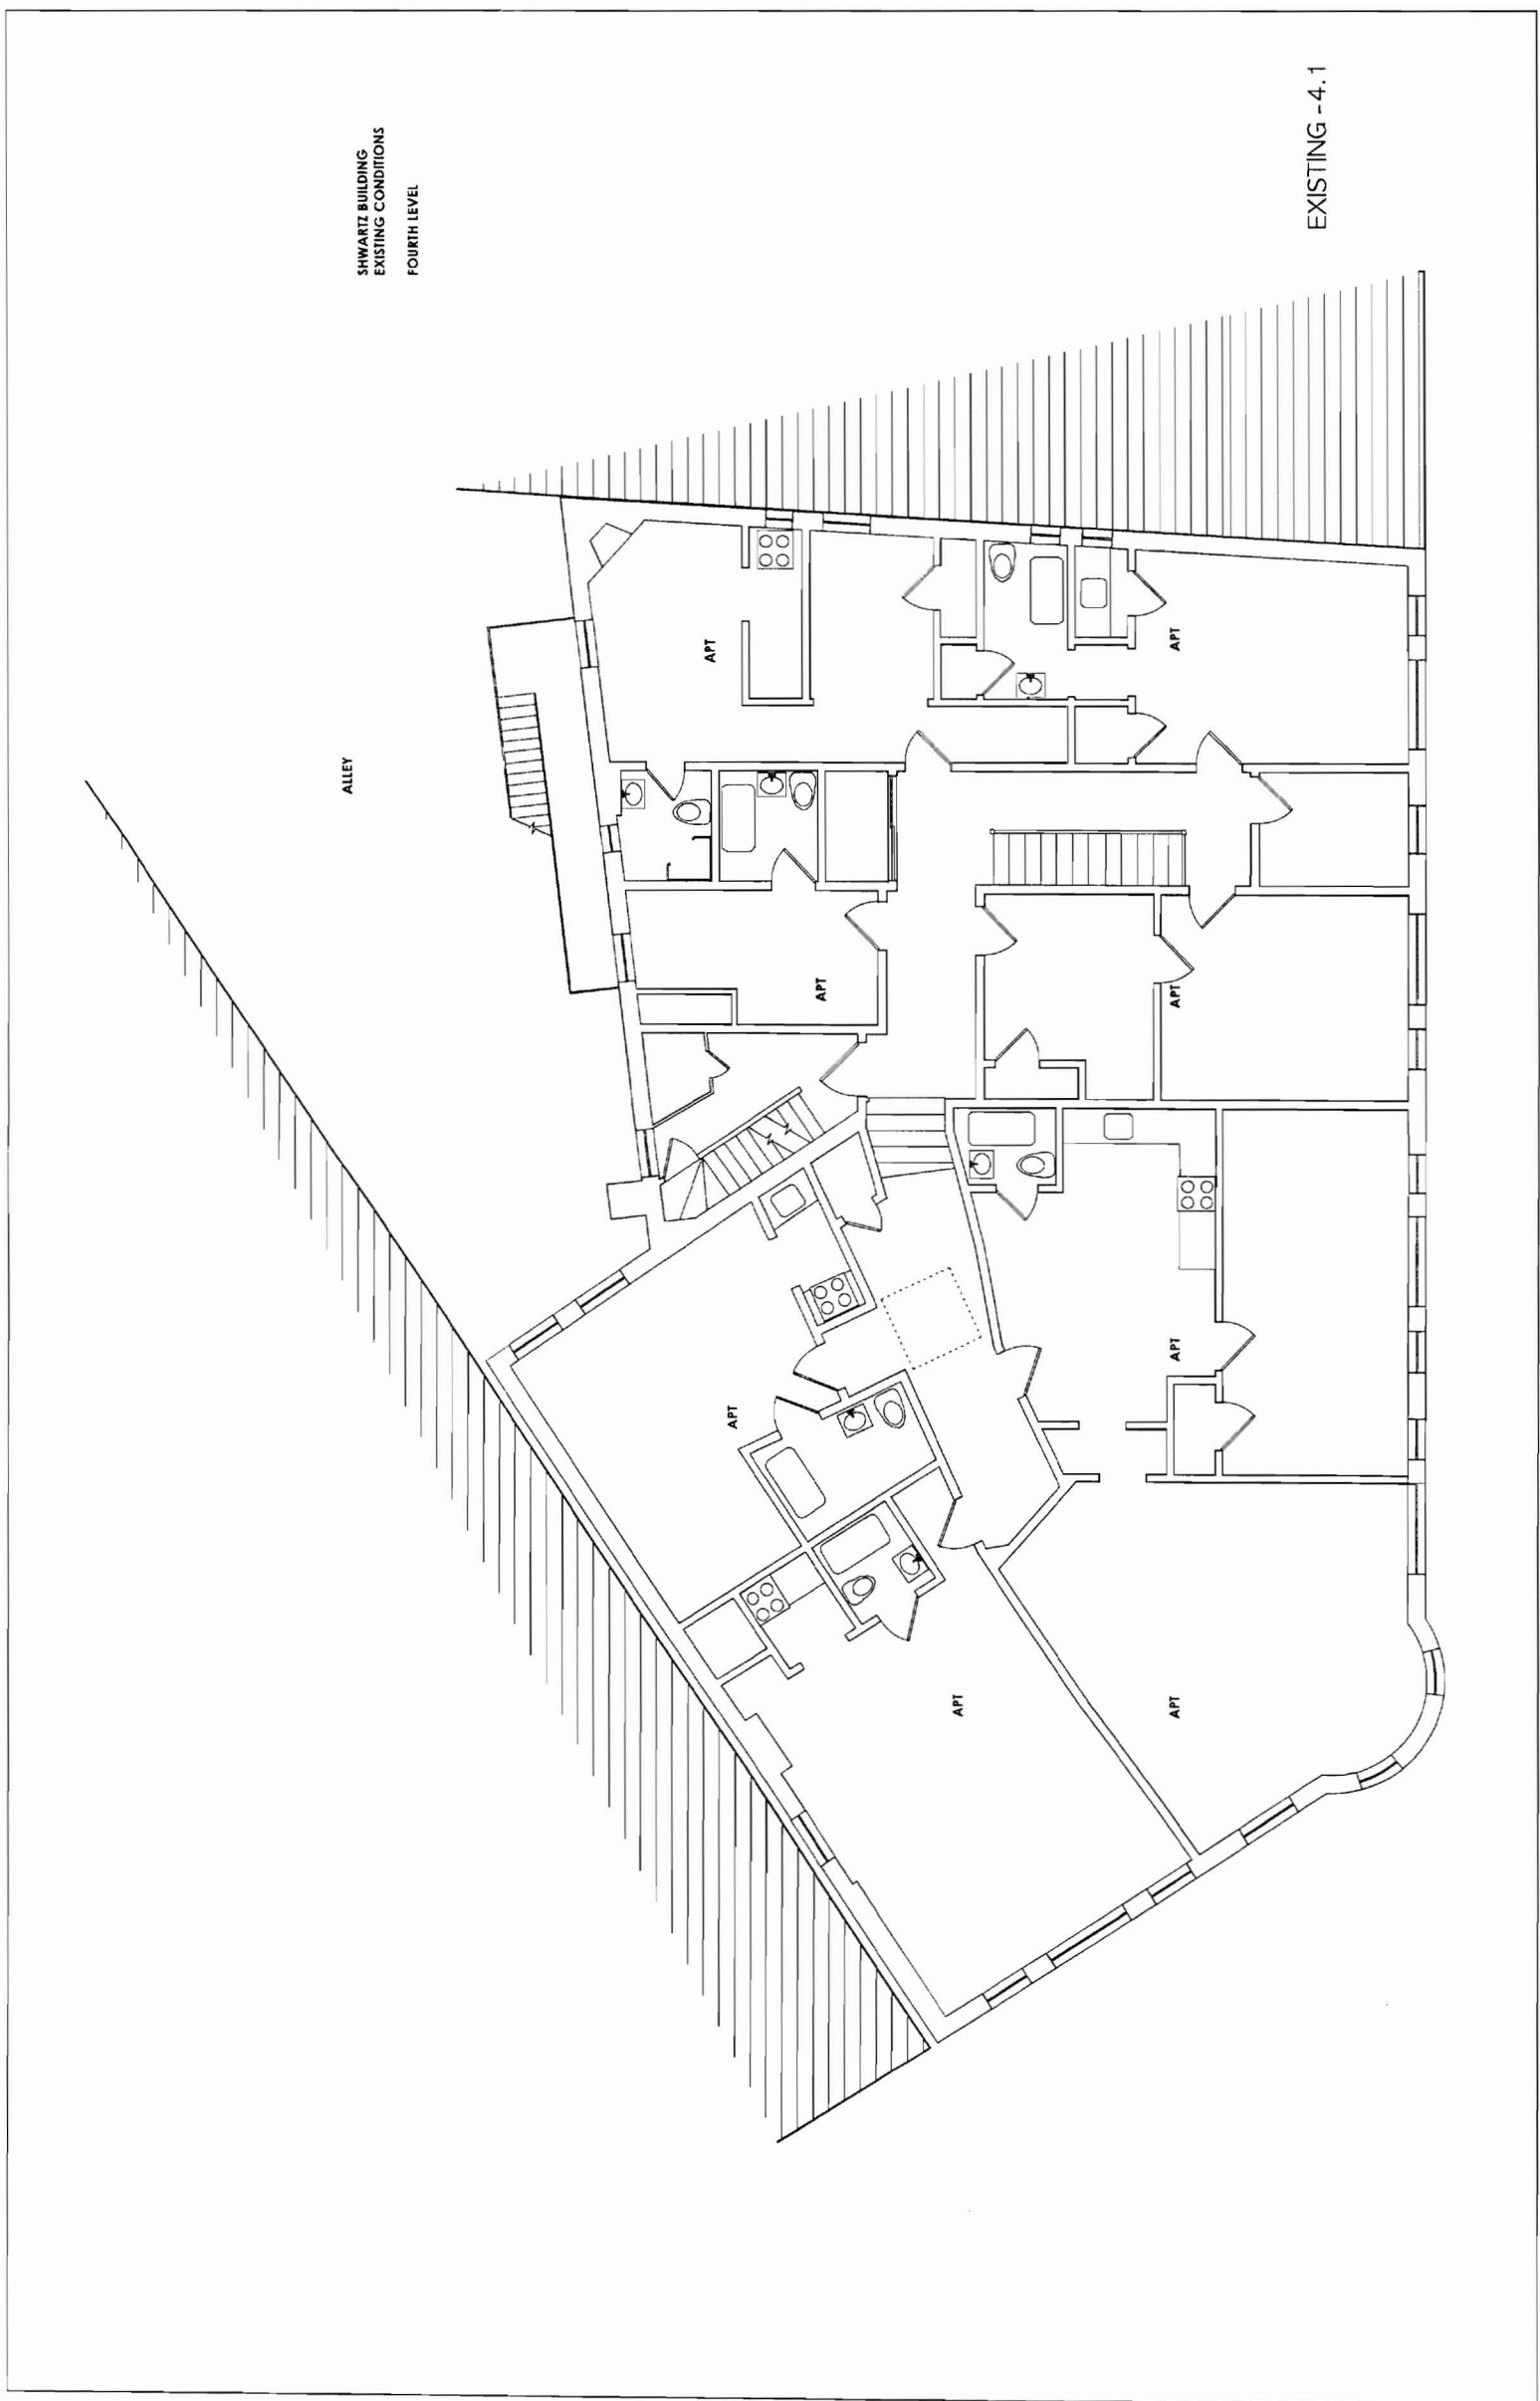 SHWARTZ BUILDING
EXISTING CONDITIONS
FOURTH LEVEL
ALLEY
APT
APT
APT
APT
APT
APT
APT
APT
EXISTING - 4.1